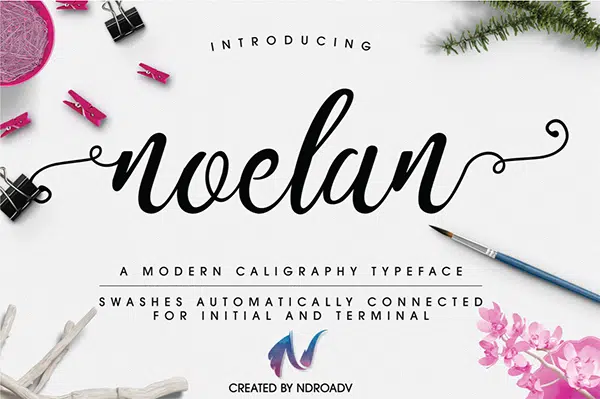 INTRODUCING
noelan
A MODERN CALIGRAPHY TYPEFACE
SWASHES AUTOMATICALLY CONNECTED
FOR INITIAL AND TERMINAL
N
CREATED BY NDROADV